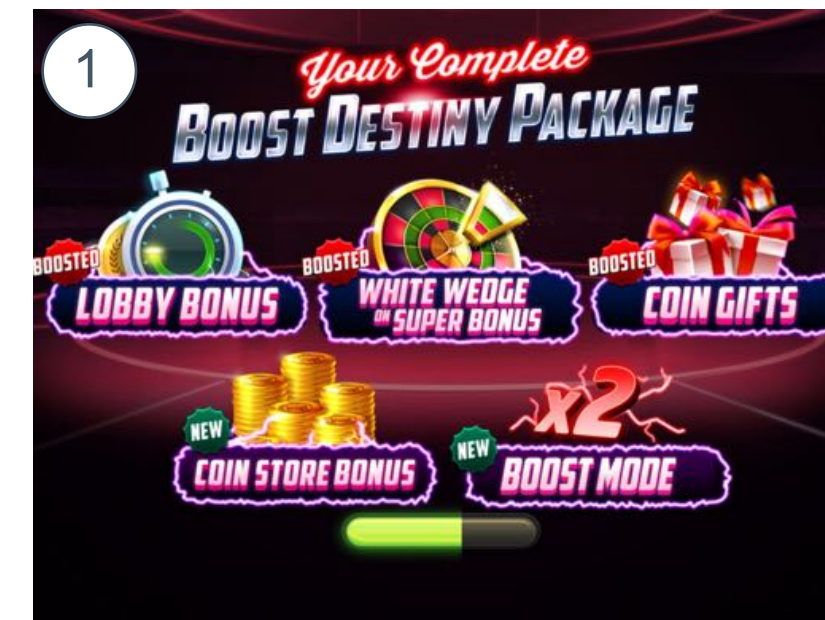 1
Your Complete
BOOST DESTINY PACKAGE
BOOSTED
LOBBY BONUS
BOOSTED
WHITE WEDGE
ON SUPER BONUS
BOOSTED
COIN GIFTS
NEW
COIN STORE BONUS
NEW
x2
BOOST MODE